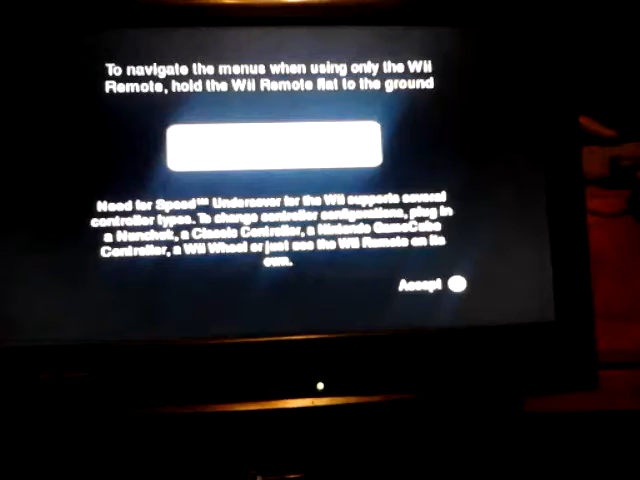 To navigate the menus when using only the Wii
Remote, hold the Wii Remote flat to the ground
Need for Speed™ Undercover for the Wii supports several
controller types. To change controller configurations, plug in
a Nunchuk, a Classic Controller, a Nintendo GameCube
Controller, a Wii Wheel or just use the Wii Remote on its
own.
Accept